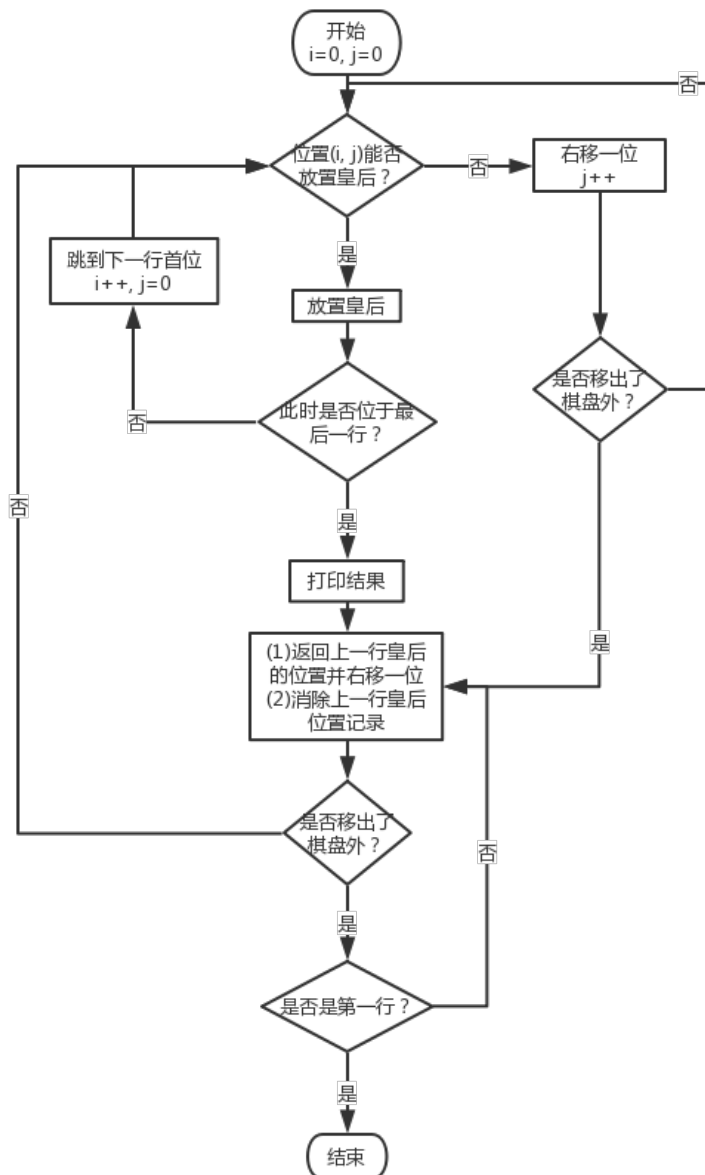 开始
i=0, j=0
否
位置(i, j)能否
放置皇后？
否
右移一位
j++
是
跳到下一行首位
i++, j=0
放置皇后
是否移出了
棋盘外？
此时是否位于最
后一行？
否
否
是
打印结果
是
(1)返回上一行皇后
的位置并右移一位
(2)消除上一行皇后
位置记录
是否移出了
棋盘外？
否
是
是否是第一行？
是
结束